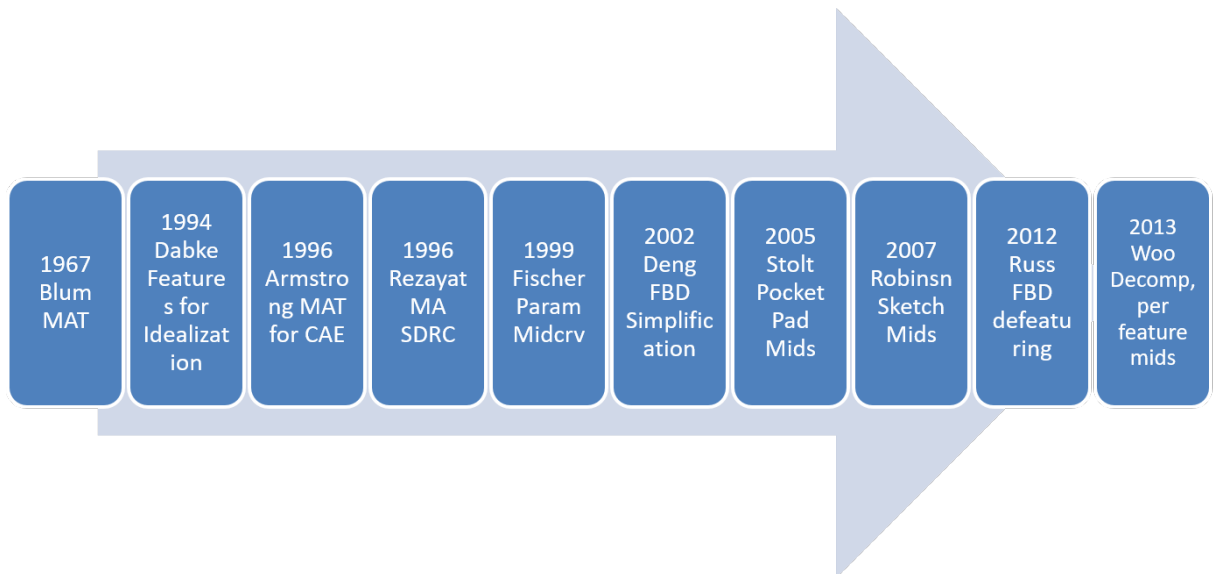 1967
Blum
MAT
1994
Dabke
Feature
s for
Idealizat
ion
1996
Armstro
ng MAT
for CAE
1996
Rezayat
MA
SDRC
1999
Fischer
Param
Midcrv
2002
Deng
FBD
Simplific
ation
2005
Stolt
Pocket
Pad
Mids
2007
Robinsn
Sketch
Mids
2012
Russ
FBD
defeatu
ring
2013
Woo
Decomp,
per
feature
mids